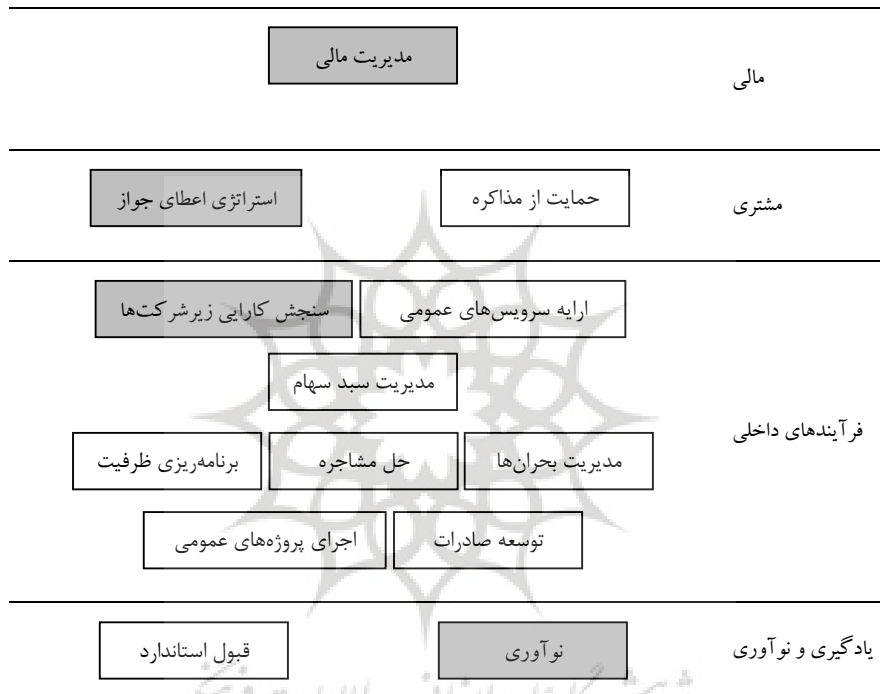 مدیریت مالی
مالی
مشتری
حمایت از مذاکره
استراتژی اعطای جواز
ارایه سرویس‌های عمومی
سنجش کارایی زیرشرکت‌ها
مدیریت سبد سهام
فرآیندهای داخلی
مدیریت بحران‌ها
حل مشاجره
برنامه‌ریزی ظرفیت
توسعه صادرات
اجرای پروژه‌های عمومی
یادگیری و نوآوری
نوآوری
قبول استاندارد